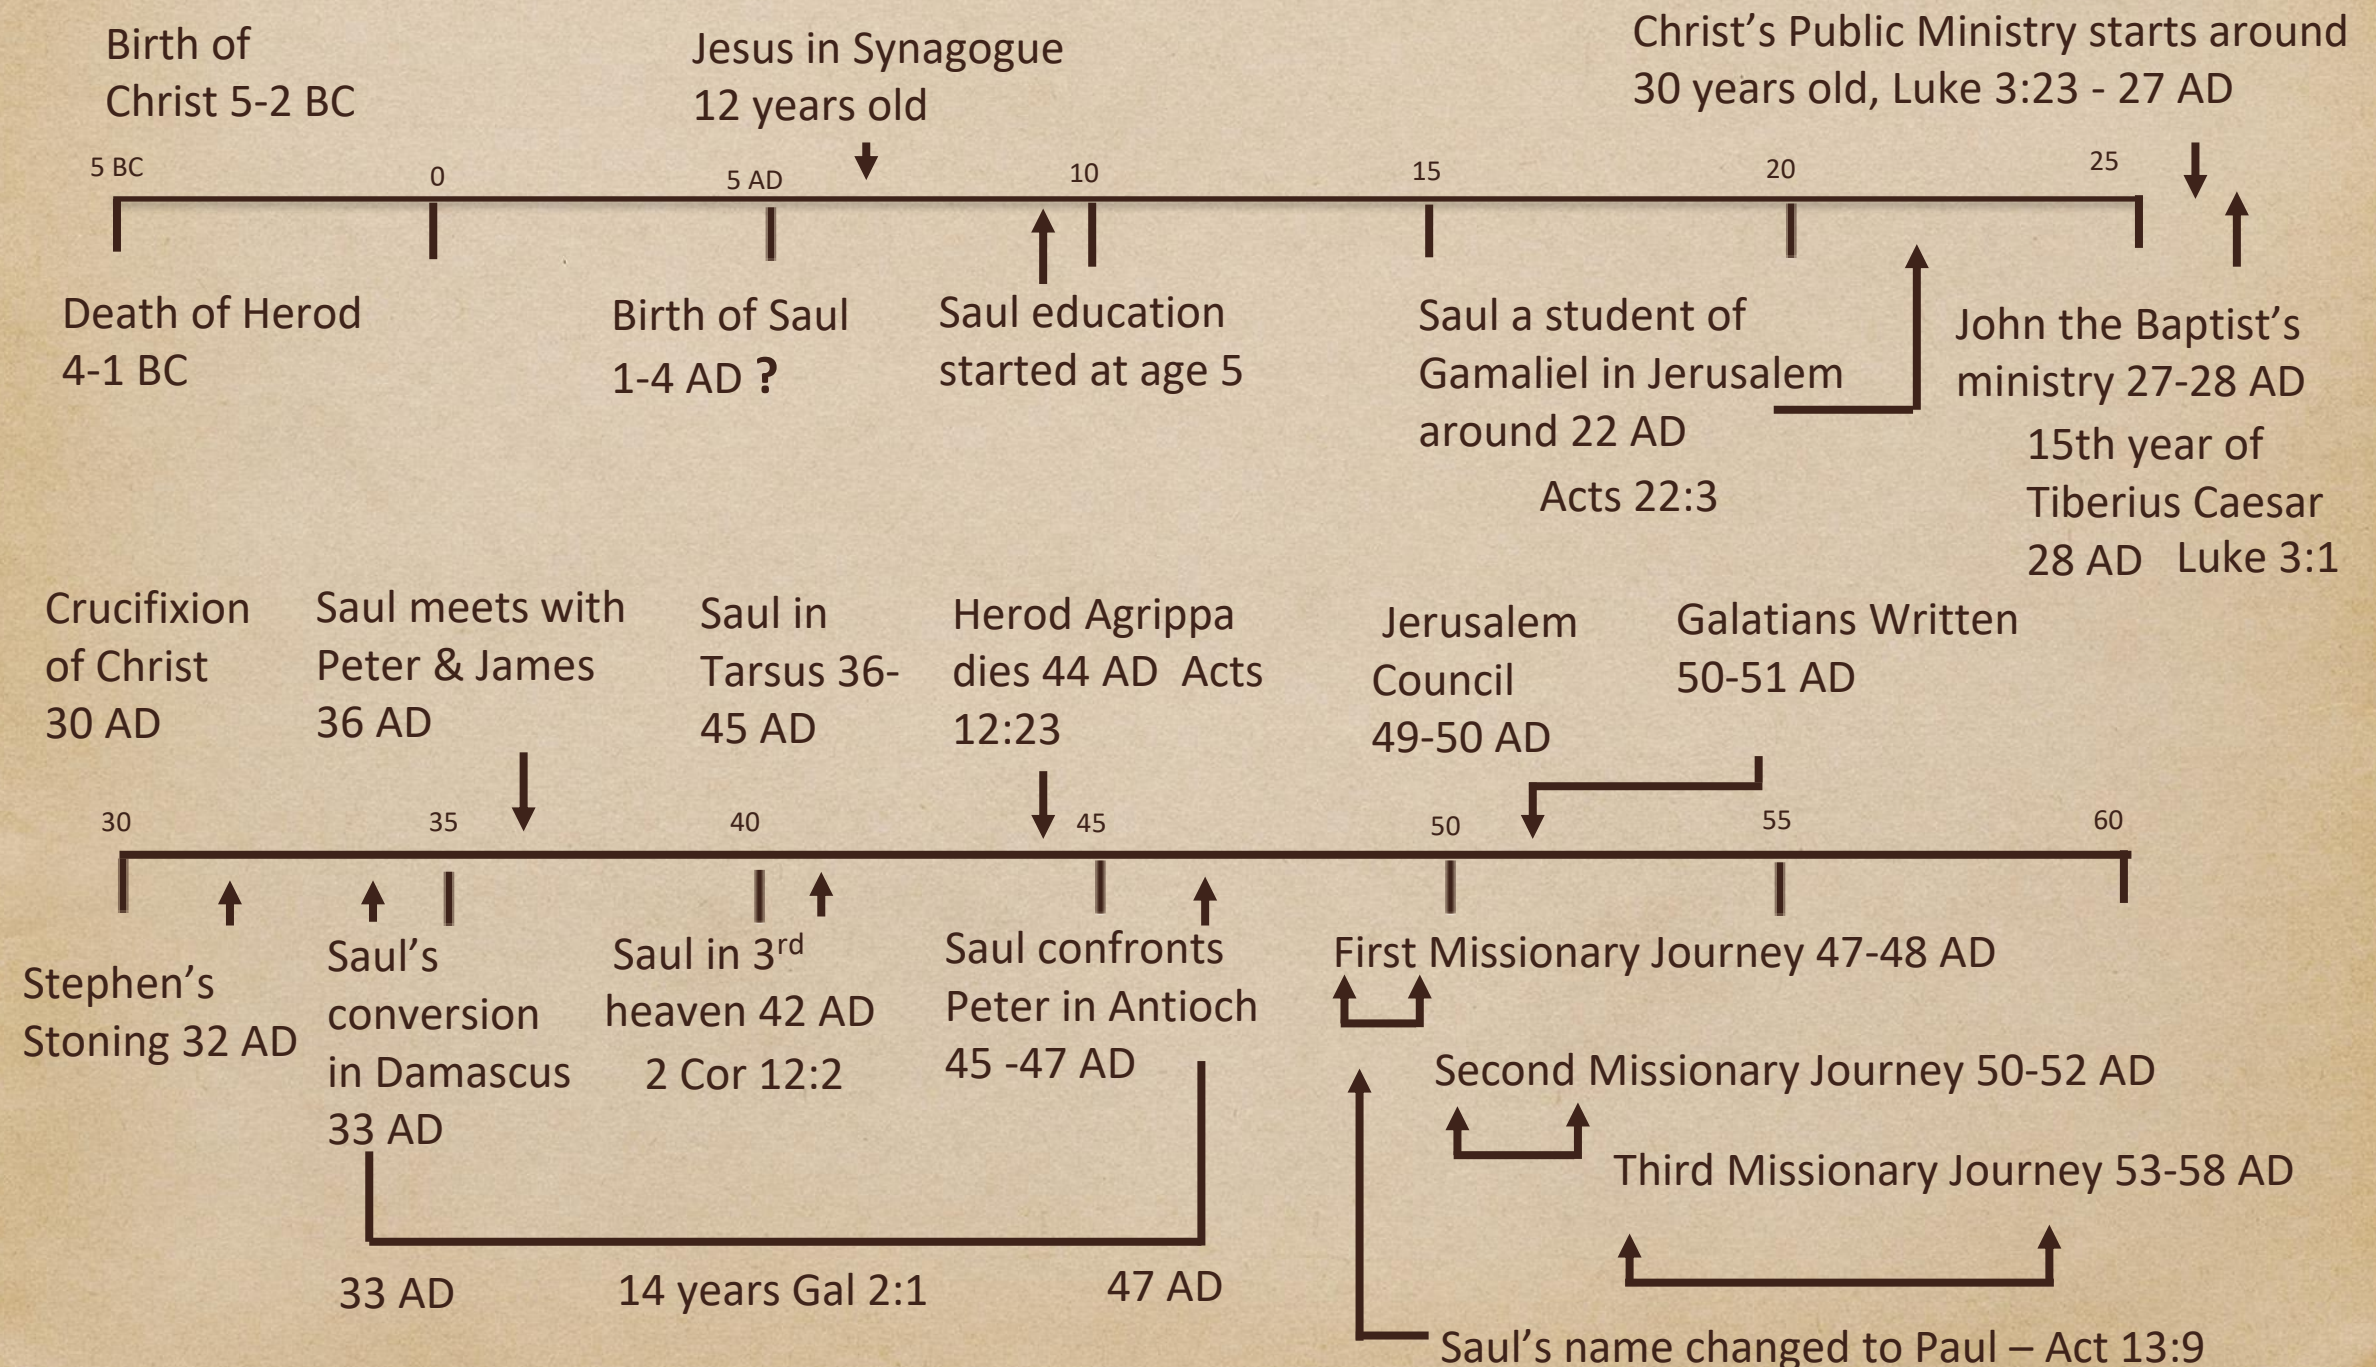 Birth of
Christ 5-2 BC
Jesus in Synagogue
12 years old
Christ’s Public Ministry starts around
30 years old, Luke 3:23 - 27 AD
5 BC
0
5 AD
10
15
20
25
Death of Herod
4-1 BC
Birth of Saul
1-4 AD ?
Saul education
started at age 5
Saul a student of
Gamaliel in Jerusalem
around 22 AD
Acts 22:3
John the Baptist’s
ministry 27-28 AD
15th year of
Tiberius Caesar
28 AD Luke 3:1
Crucifixion
of Christ
30 AD
Saul meets with
Peter & James
36 AD
Saul in
Tarsus 36-
45 AD
Herod Agrippa
dies 44 AD Acts
12:23
Jerusalem
Council
49-50 AD
Galatians Written
50-51 AD
30
35
40
45
50
55
60
Stephen’s
Stoning 32 AD
Saul’s
conversion
in Damascus
33 AD
Saul in 3rd
heaven 42 AD
2 Cor 12:2
Saul confronts
Peter in Antioch
45 -47 AD
First Missionary Journey 47-48 AD
Second Missionary Journey 50-52 AD
Third Missionary Journey 53-58 AD
33 AD
14 years Gal 2:1
47 AD
Saul’s name changed to Paul – Act 13:9